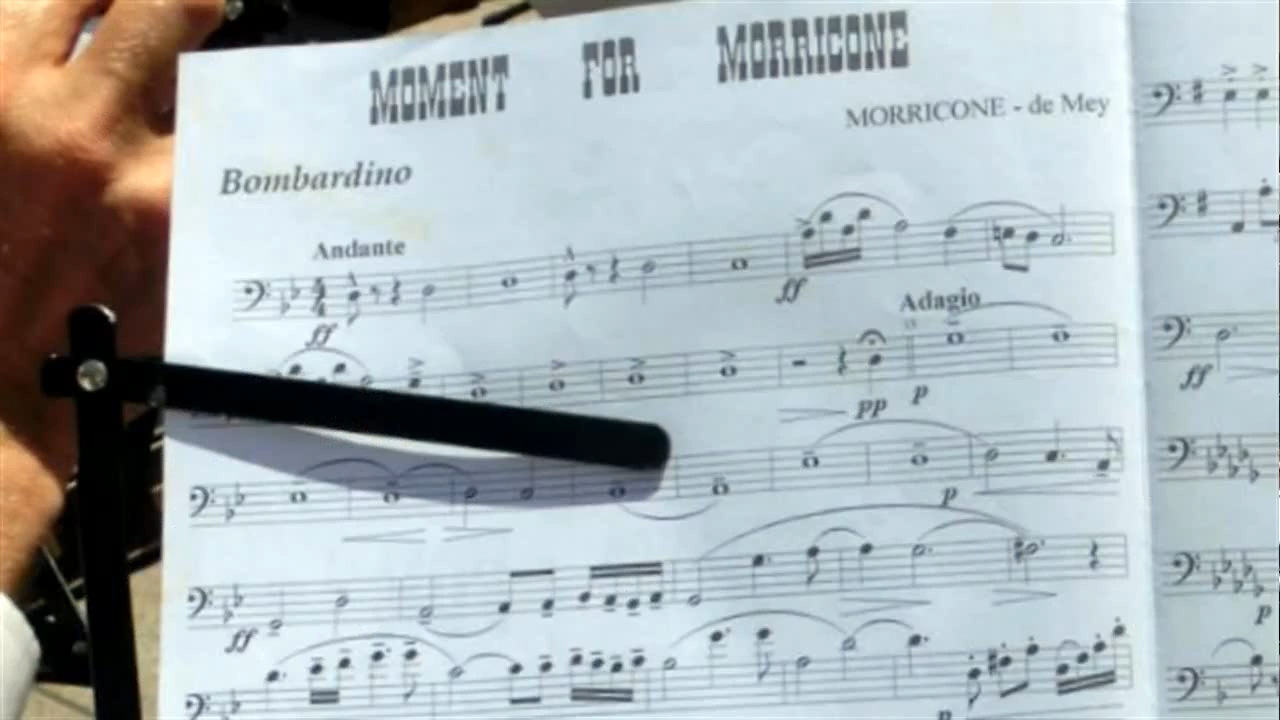 MOMENT FOR MORRICONE
MORRICONE - de Mey
Bombardino
Andante
ff
ff
Adagio
pp p
ff
p
ff
p
p